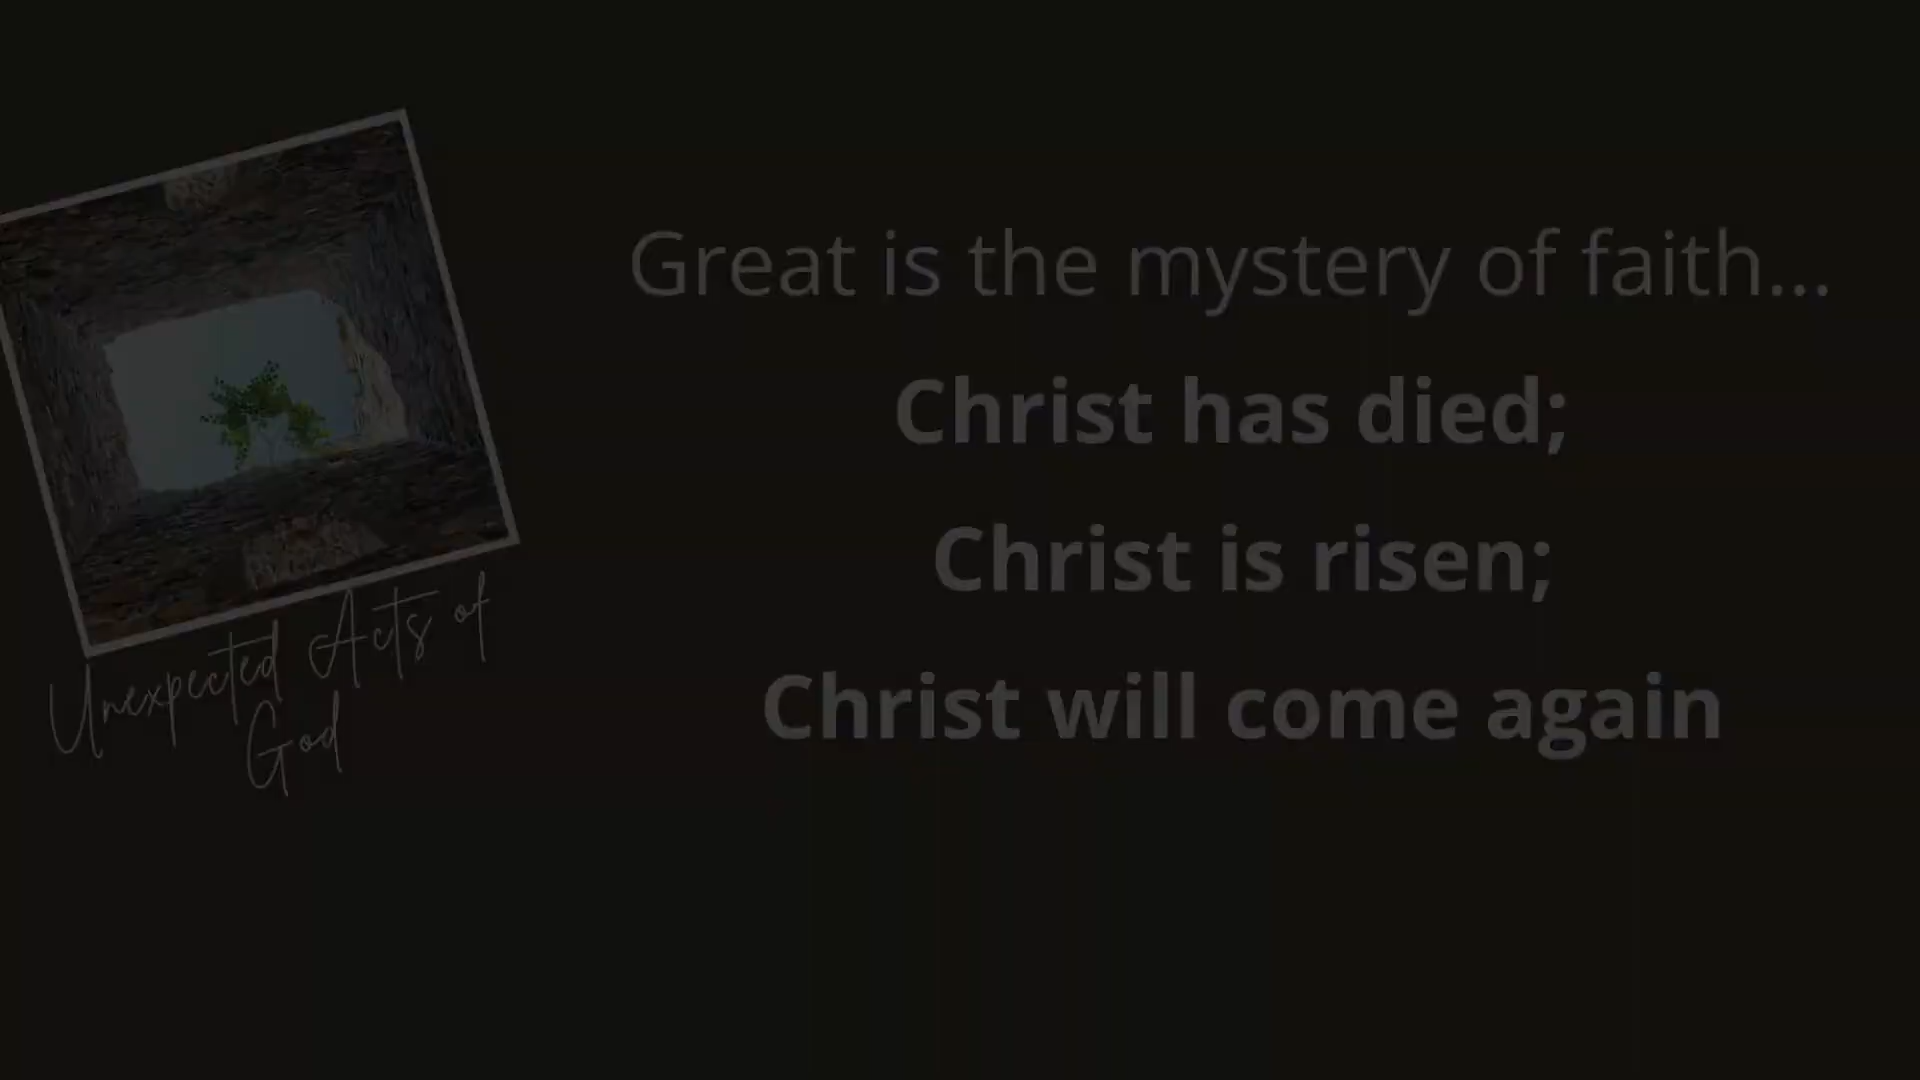 Great is the mystery of faith...
Christ has died;
Christ is risen;
Christ will come again
Unexpected Acts of
God